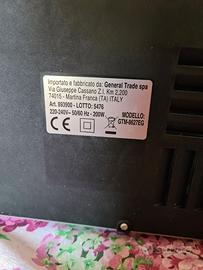 Importato e fabbricato da: General Trade spa
Via Giuseppe Cassano Z.I. Km 2,200
74015 - Martina Franca (TA) ITALY
Art. 893900 - LOTTO: 5476
220-240V~ 50/60 Hz - 200W.
MODELLO:
GTM-8627EG